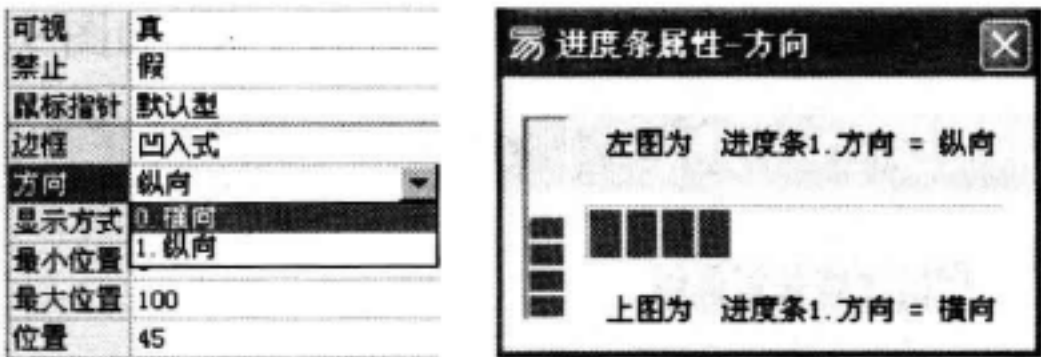 可视 真
禁止 假
鼠标指针 默认型
边框 凹入式
方向 纵向
显示方式 0.横向
1.纵向
最小位置
最大位置 100
位置 45
易 进度条属性-方向
左图为 进度条1.方向 = 纵向
上图为 进度条1.方向 = 横向